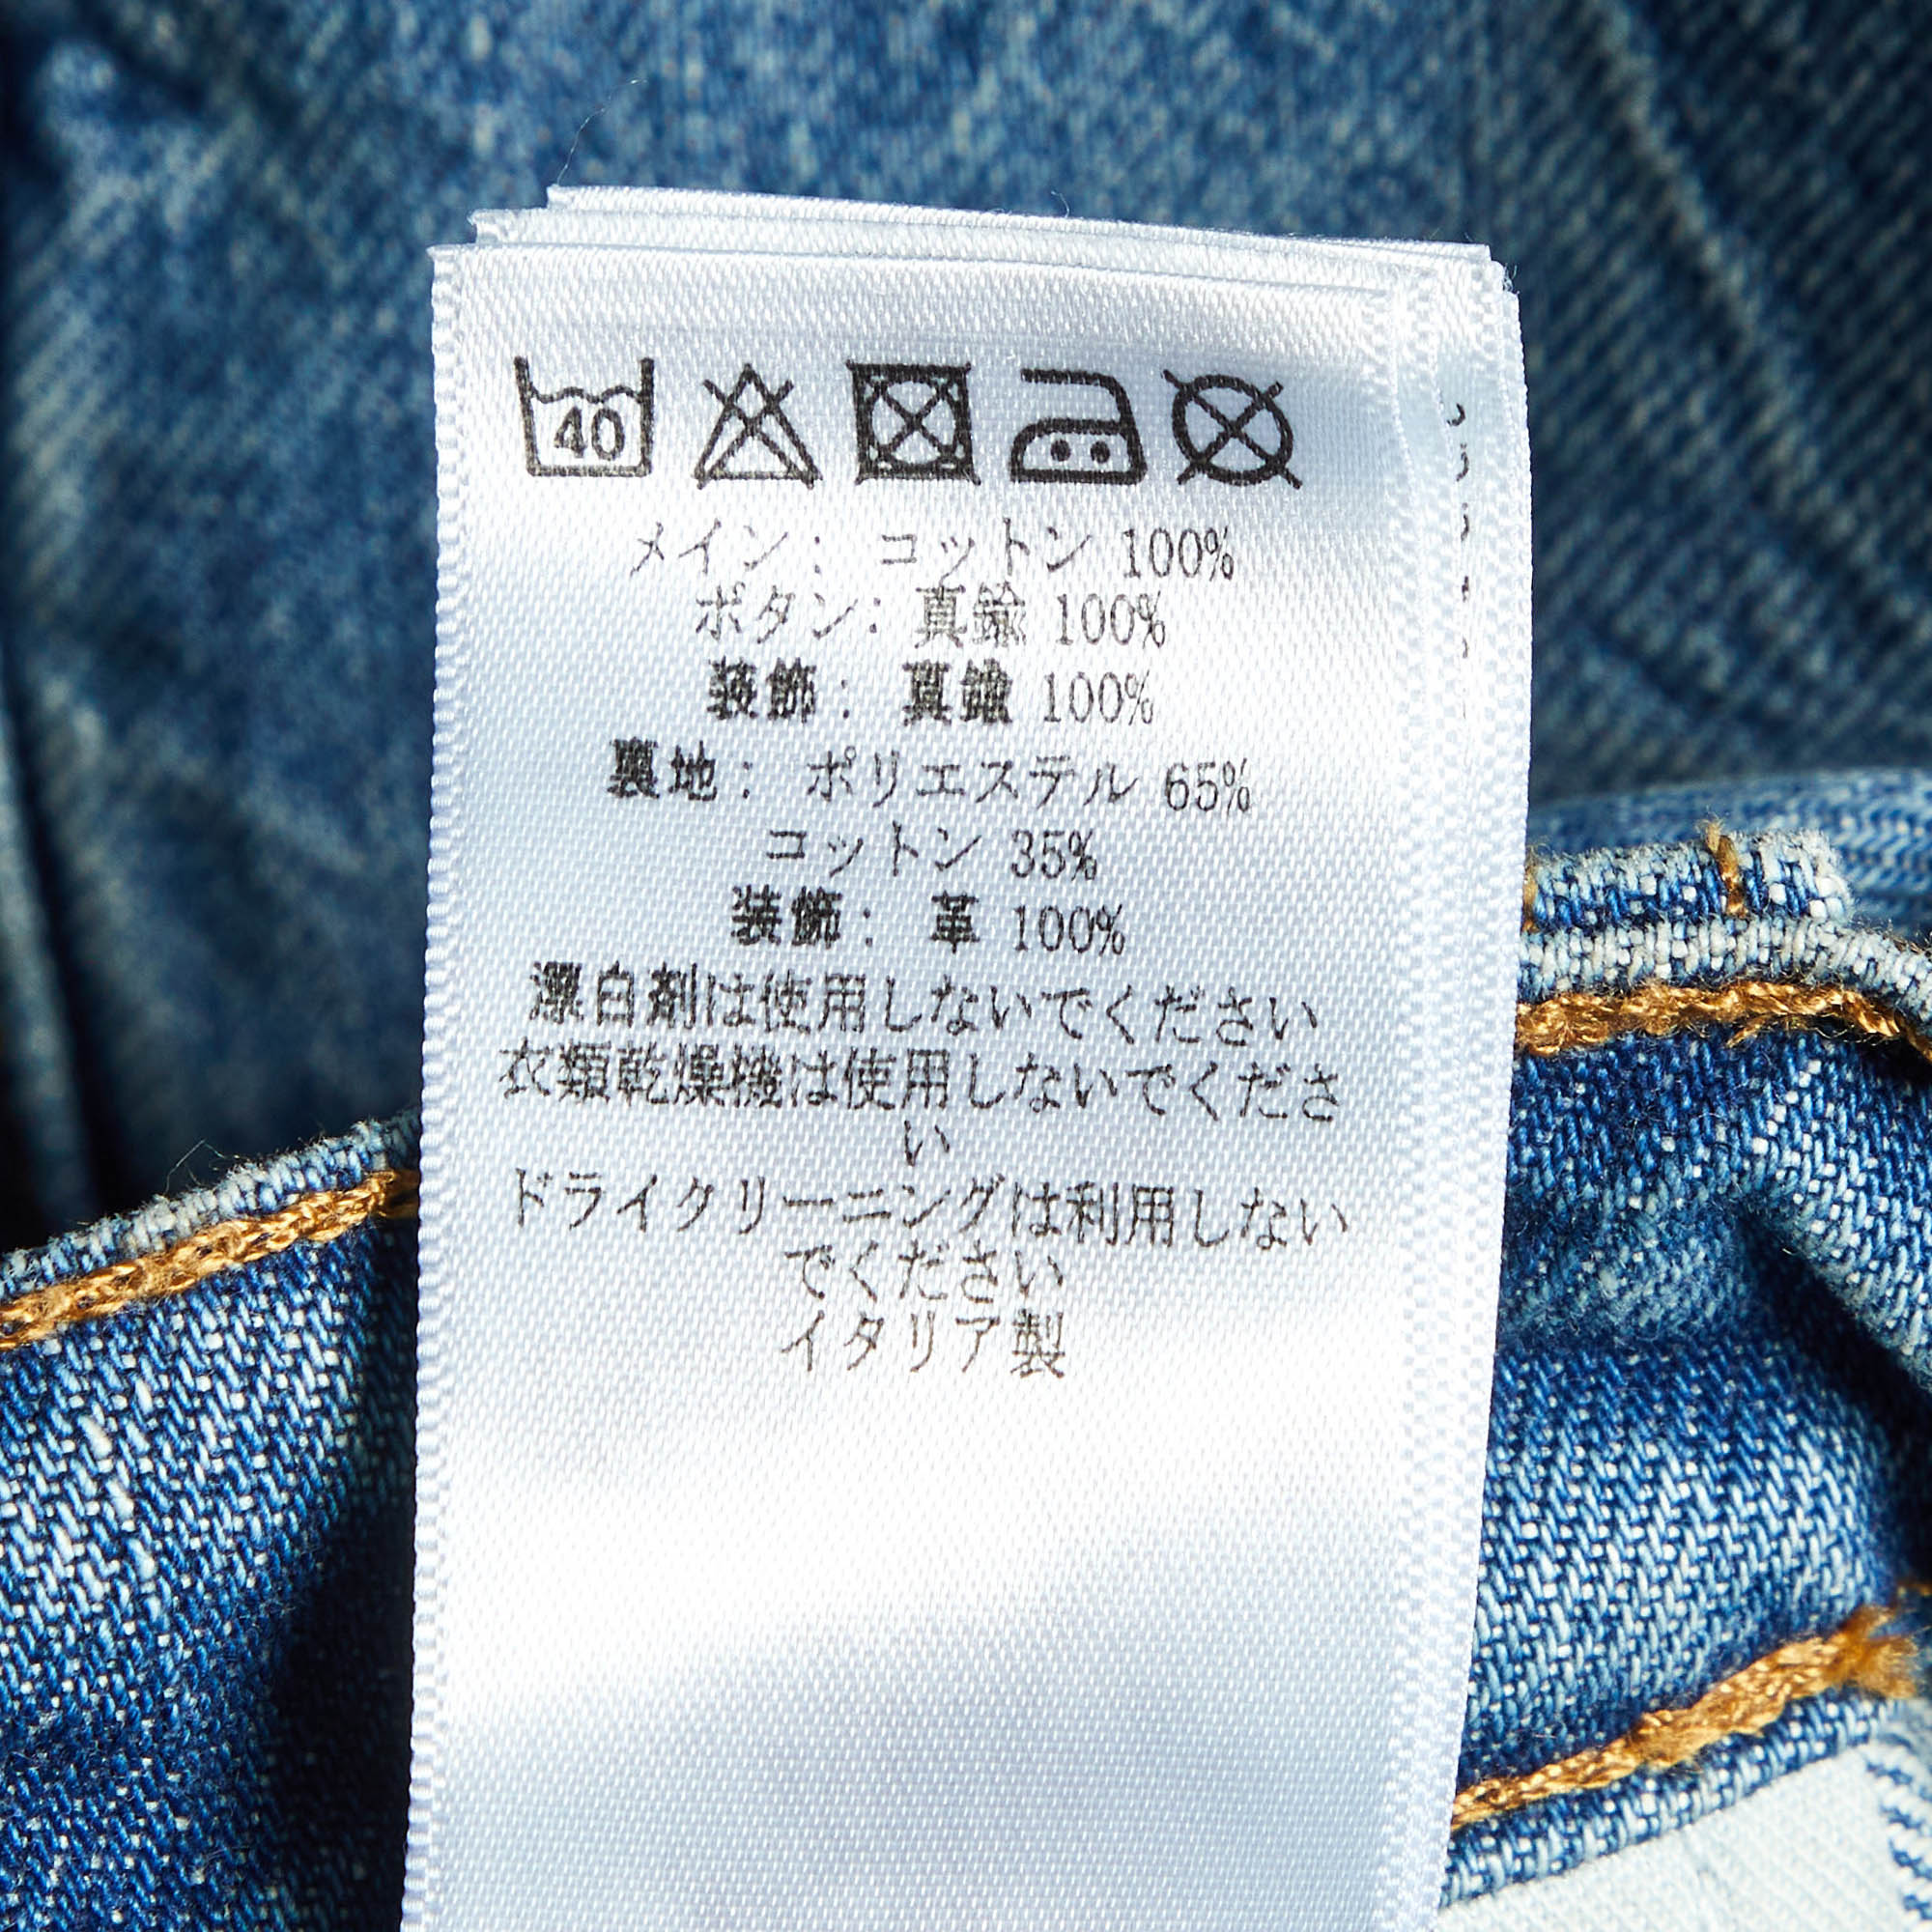 40
メイン: コットン 100%
ボタン: 真鍮 100%
装飾: 真鍮 100%
裏地: ポリエステル 65%
コットン 35%
装飾: 革 100%
漂白剤は使用しないでください
衣類乾燥機は使用しないでくださ
い
ドライクリーニングは利用しない
でください
イタリア製